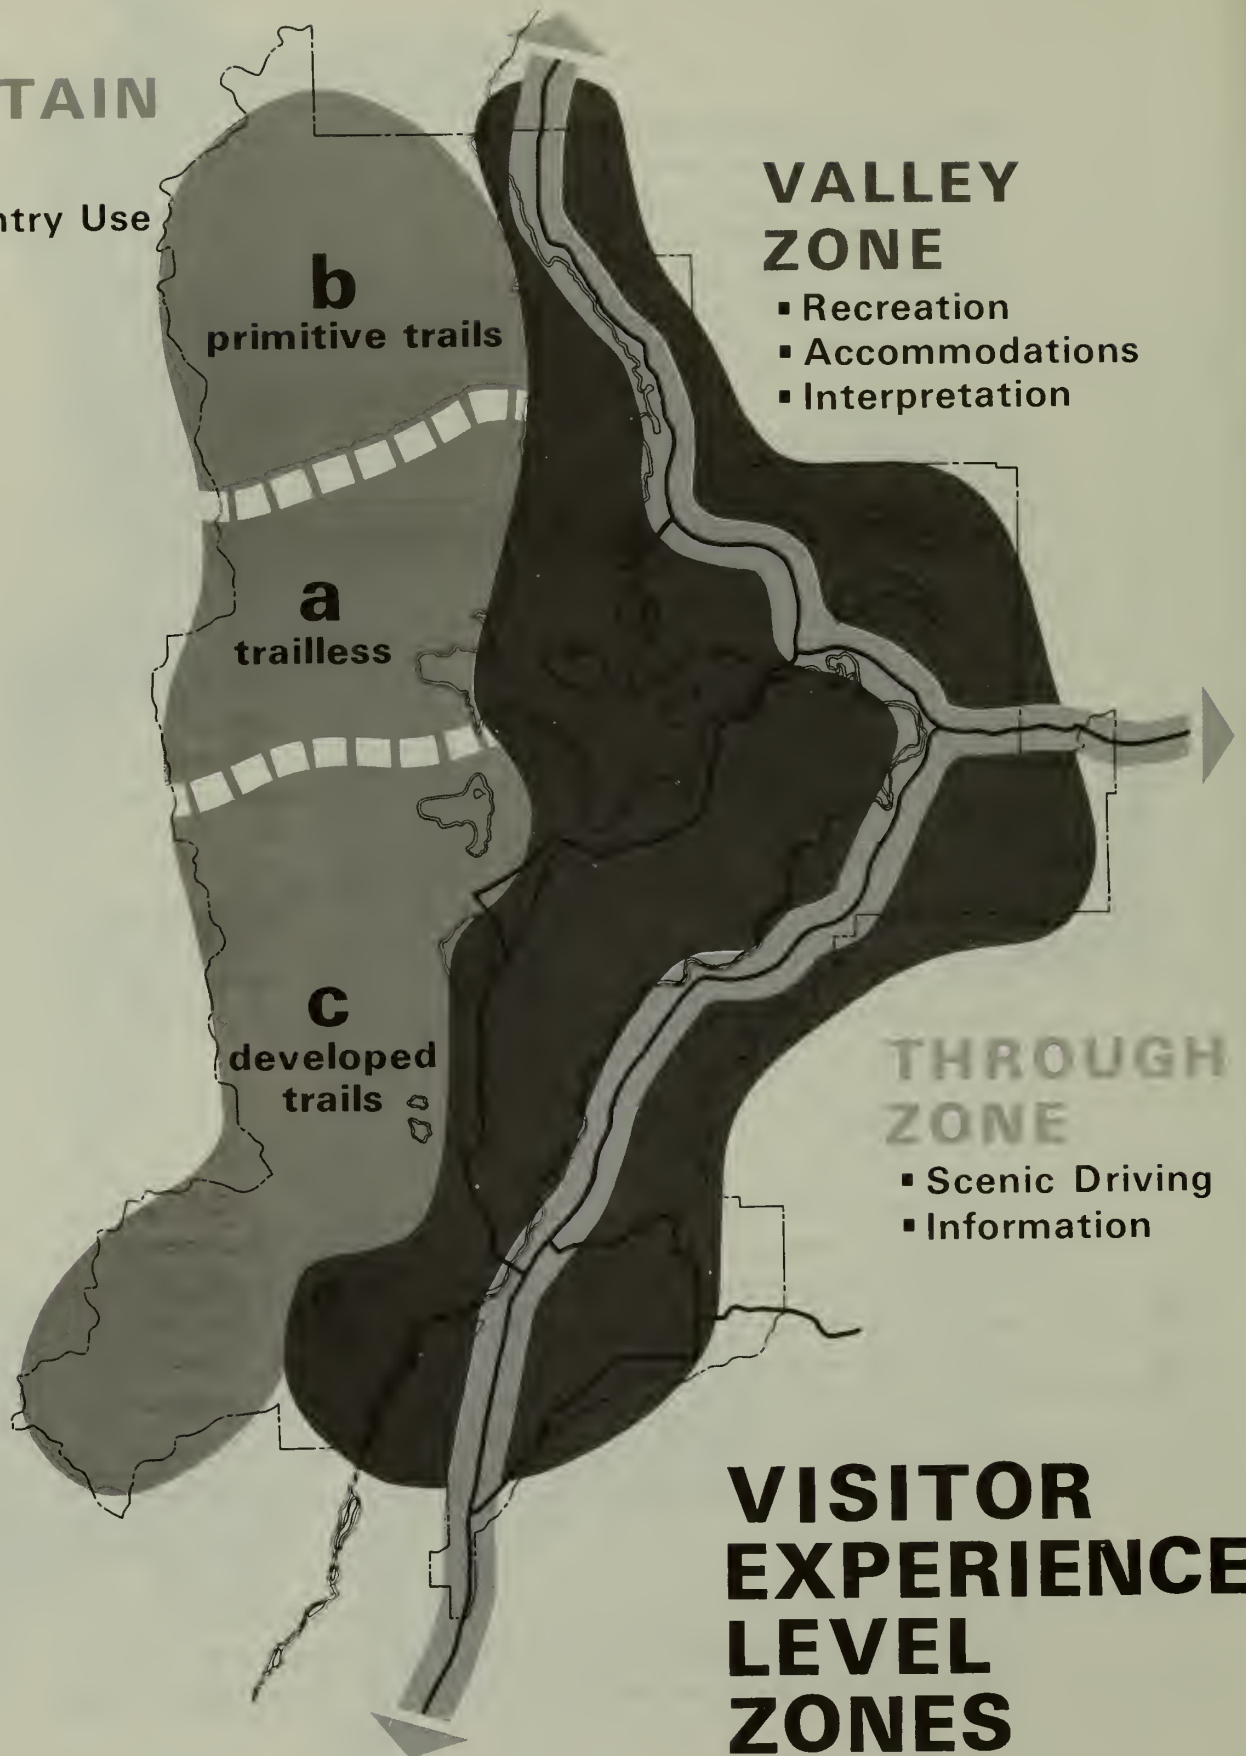 TAIN
ntry Use
VALLEY
ZONE
▪ Recreation
▪ Accommodations
▪ Interpretation
b
primitive trails
a
trailless
c
developed
trails
THROUGH
ZONE
▪ Scenic Driving
▪ Information
VISITOR
EXPERIENCE
LEVEL
ZONES